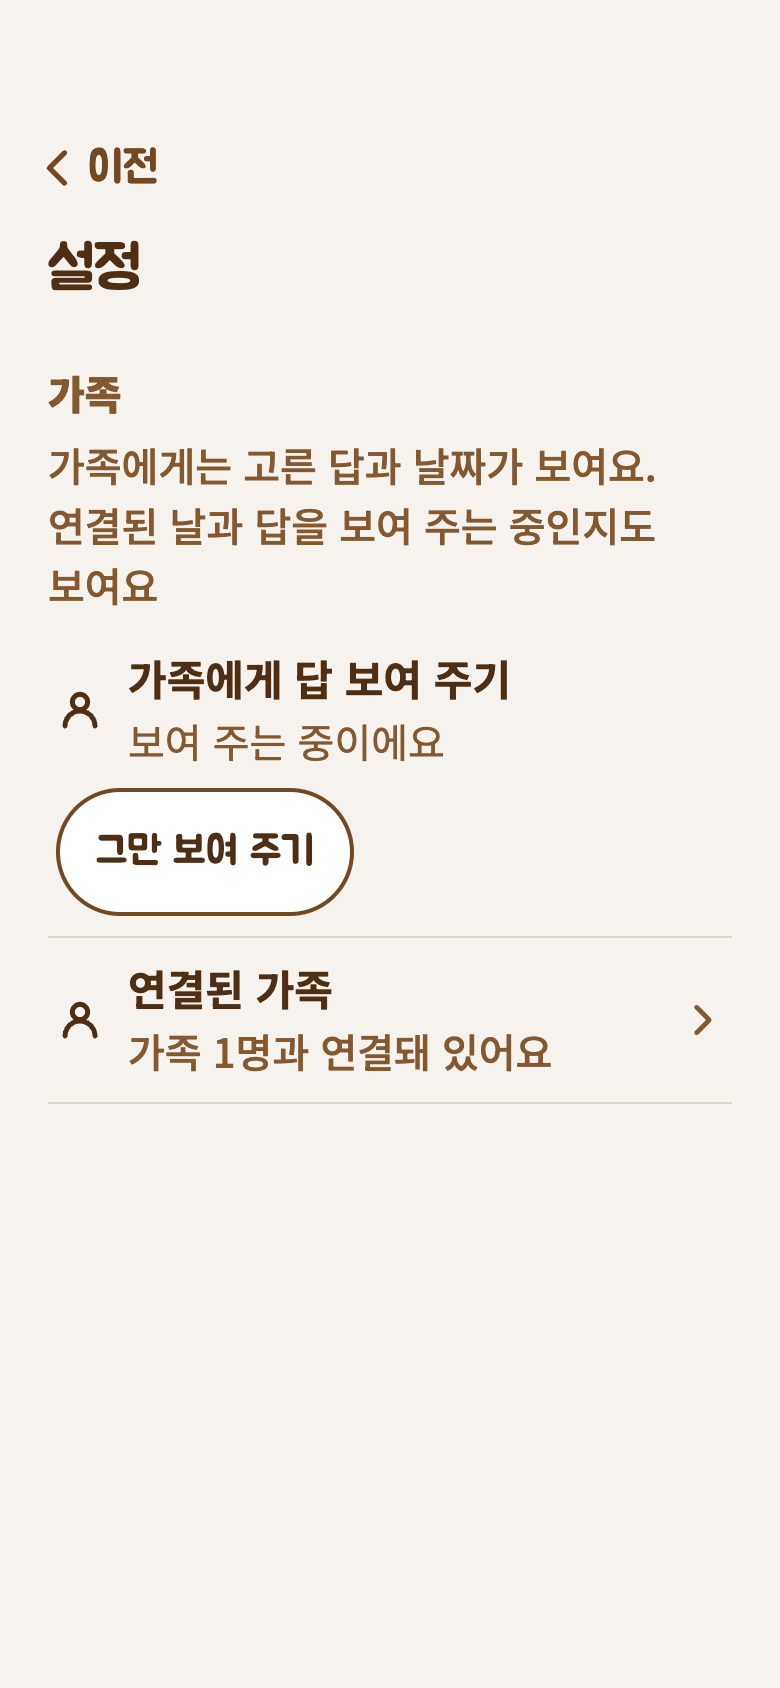 이전
설정
가족
가족에게는 고른 답과 날짜가 보여요.
연결된 날과 답을 보여 주는 중인지도
보여요
가족에게 답 보여 주기
보여 주는 중이에요
그만 보여 주기
연결된 가족
가족 1명과 연결돼 있어요